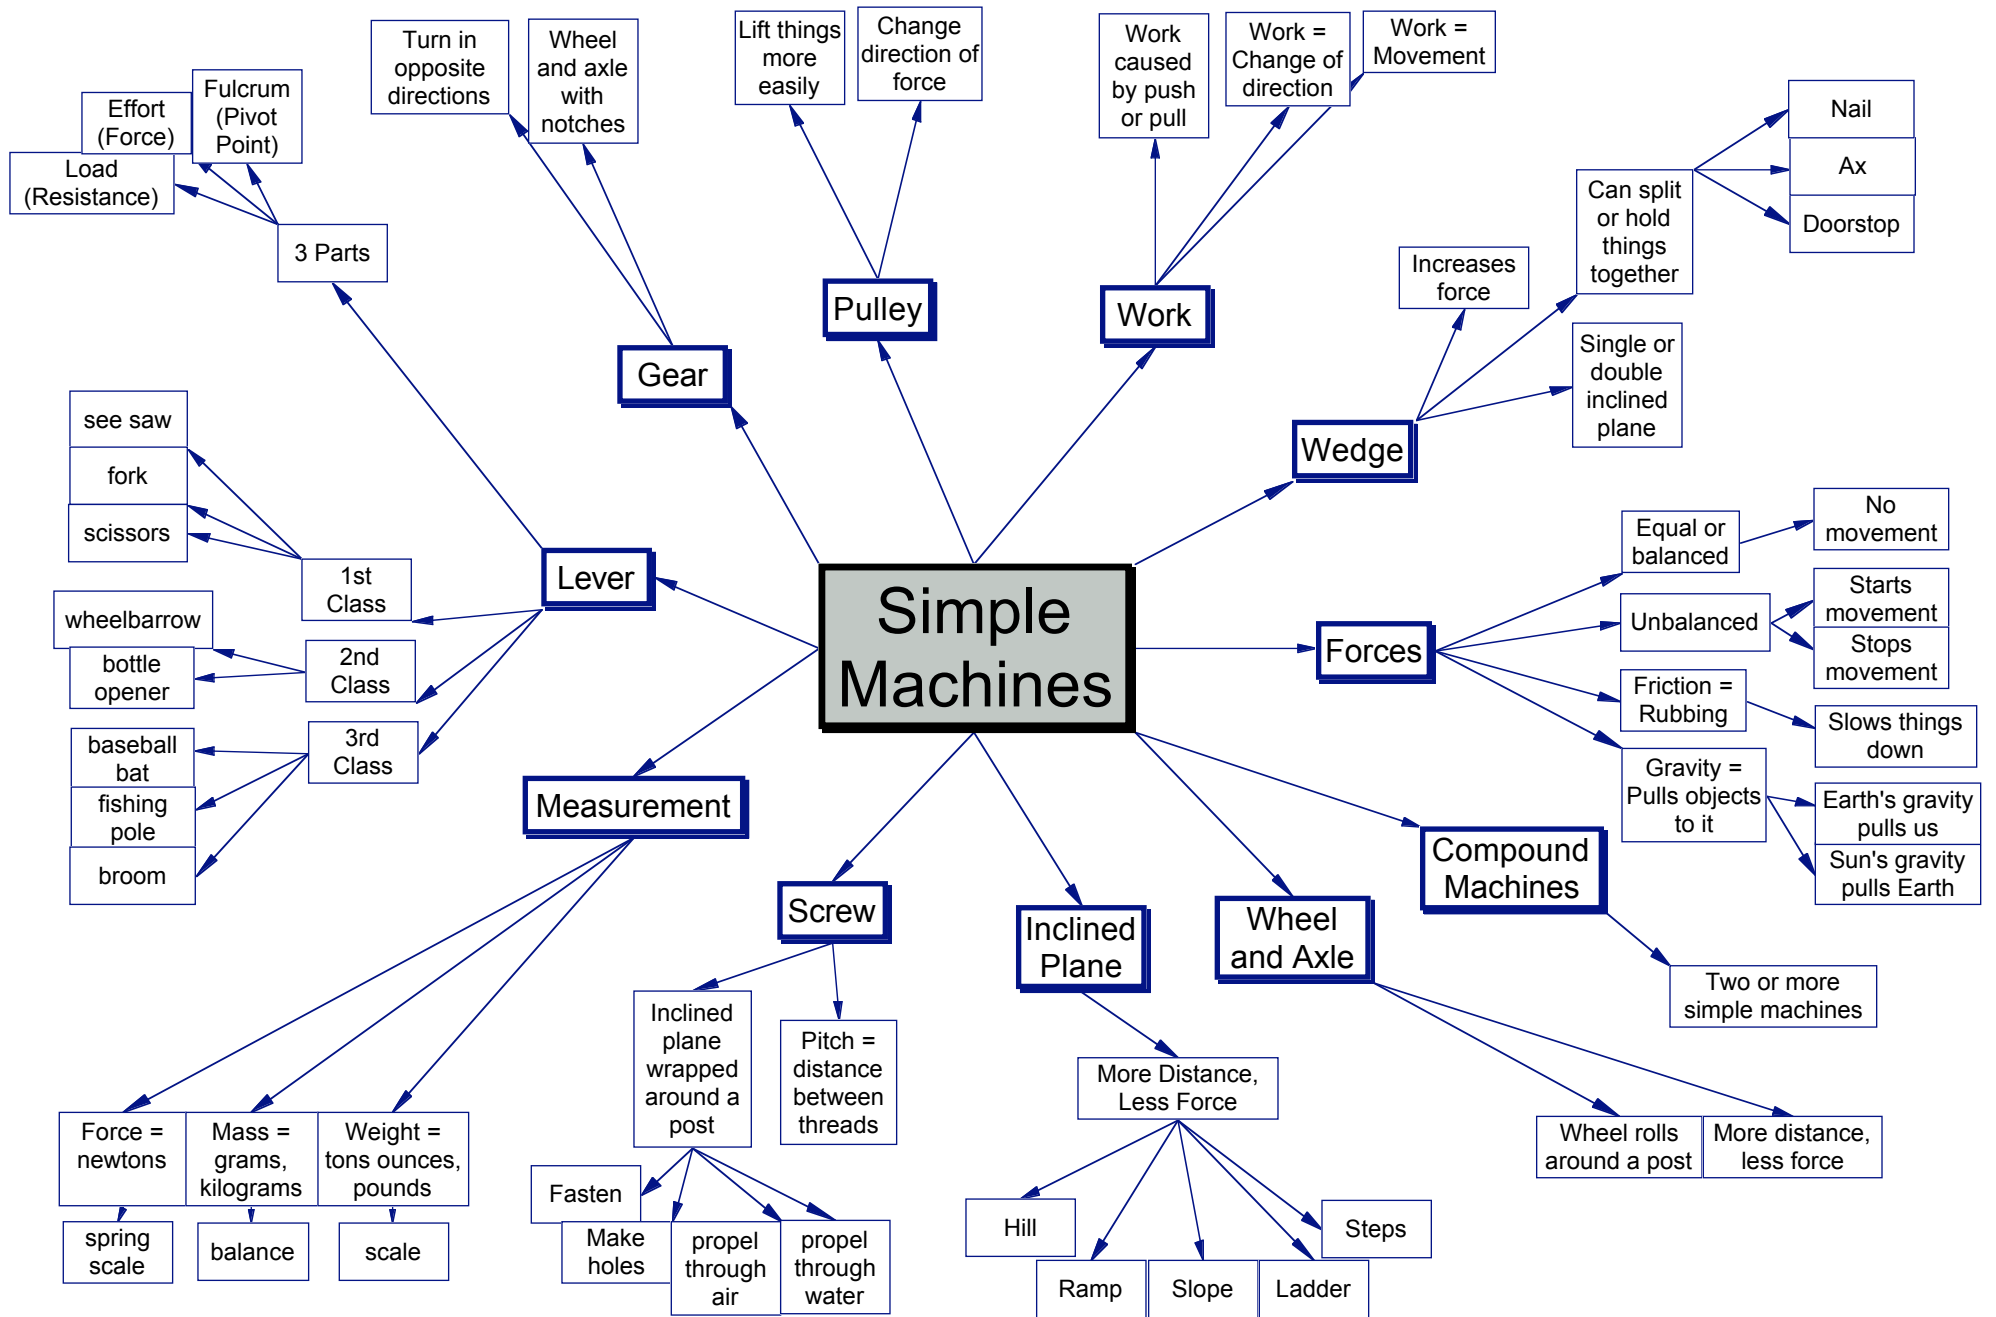 Simple
Machines
Lever
3 Parts
Load
(Resistance)
Effort
(Force)
Fulcrum
(Pivot
Point)
1st
Class
see saw
fork
scissors
2nd
Class
wheelbarrow
bottle
opener
3rd
Class
baseball
bat
fishing
pole
broom
Gear
Turn in
opposite
directions
Wheel
and axle
with
notches
Pulley
Lift things
more
easily
Change
direction of
force
Work
Work
caused
by push
or pull
Work =
Change of
direction
Work =
Movement
Wedge
Increases
force
Can split
or hold
things
together
Nail
Ax
Doorstop
Single or
double
inclined
plane
Forces
Equal or
balanced
No
movement
Unbalanced
Starts
movement
Stops
movement
Friction =
Rubbing
Slows things
down
Gravity =
Pulls objects
to it
Earth's gravity
pulls us
Sun's gravity
pulls Earth
Compound
Machines
Two or more
simple machines
Wheel
and Axle
Wheel rolls
around a post
More distance,
less force
Inclined
Plane
More Distance,
Less Force
Hill
Ramp
Slope
Ladder
Steps
Screw
Inclined
plane
wrapped
around a
post
Fasten
Make
holes
propel
through
air
propel
through
water
Pitch =
distance
between
threads
Measurement
Force =
newtons
spring
scale
Mass =
grams,
kilograms
balance
Weight =
tons ounces,
pounds
scale